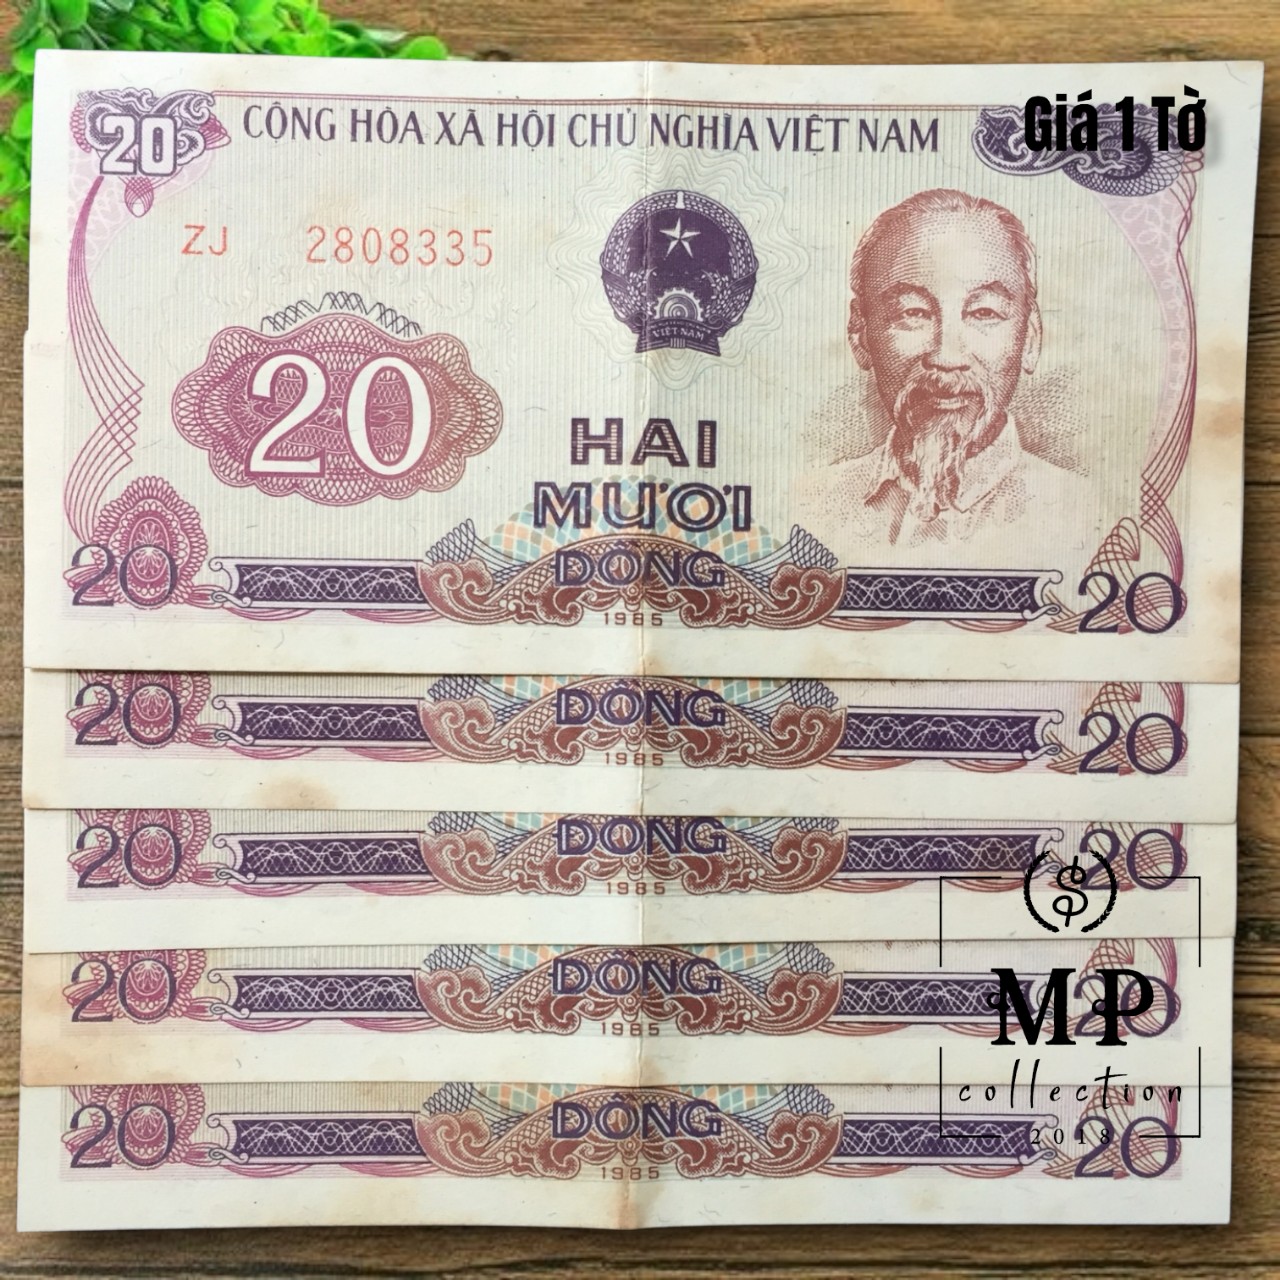 Giá 1 Tờ
20 CỘNG HÒA XÃ HỘI CHỦ NGHĨA VIỆT NAM
ZJ 2808335
VIỆT NAM
20
HAI
MƯƠI
ĐỒNG
20 20
1985
ĐỒNG
20 20
1985
ĐỒNG
20 20
1985
ĐỒNG
20 20
1985
ĐỒNG
20 20
1985
MP
collection
2018